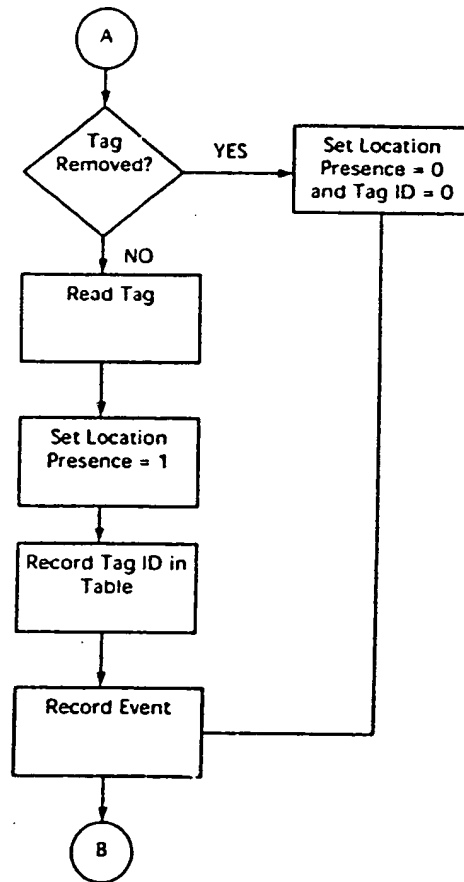 A
Tag
Removed?
YES
Set Location
Presence = 0
and Tag ID = 0
NO
Read Tag
Set Location
Presence = 1
Record Tag ID in
Table
Record Event
B